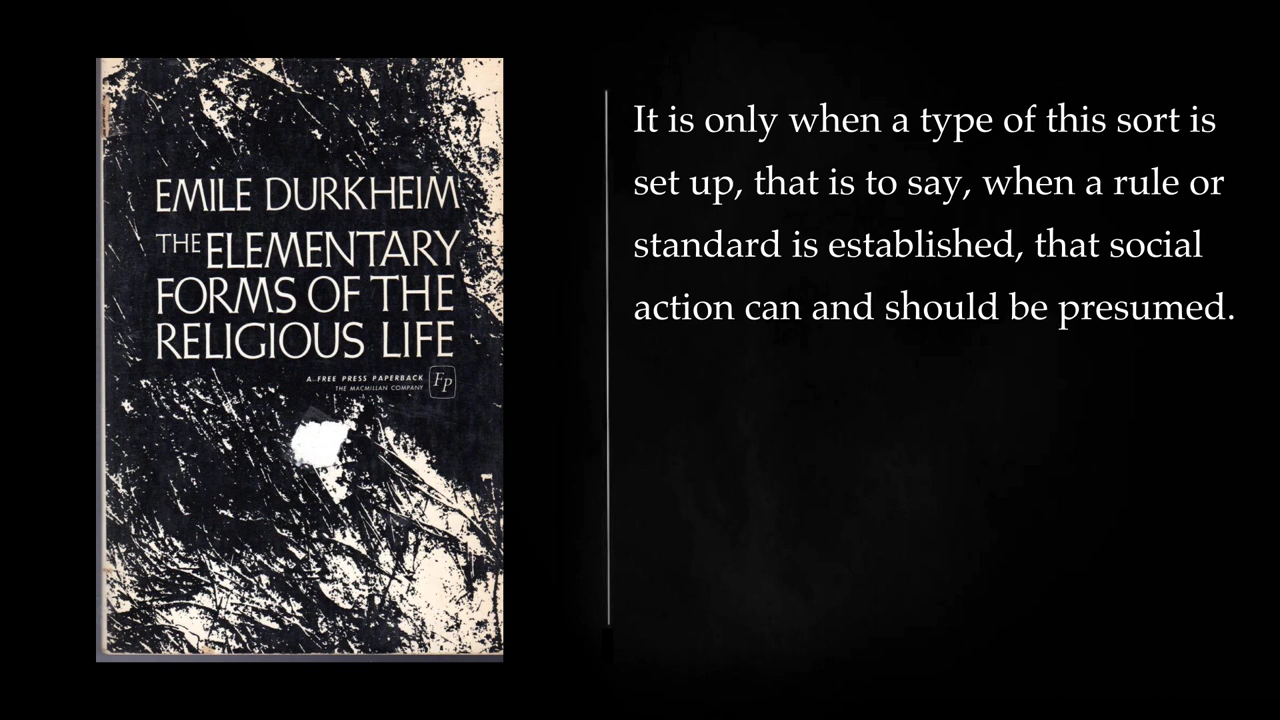 EMILE DURKHEIM
THE ELEMENTARY
FORMS OF THE
RELIGIOUS LIFE
A FREE PRESS PAPERBACK
THE MACMILLAN COMPANY
FP
It is only when a type of this sort is
set up, that is to say, when a rule or
standard is established, that social
action can and should be presumed.